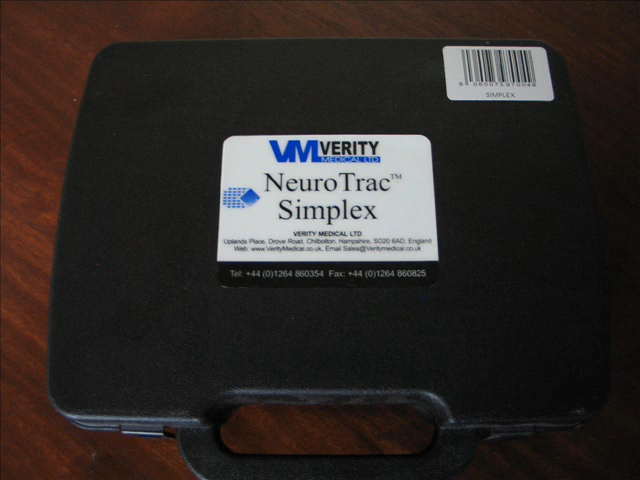 5 060073 970049
SIMPLEX
VM VERITY
MEDICAL LTD
NeuroTrac™
Simplex
VERITY MEDICAL LTD
Uplands Place, Drove Road, Chilbolton, Hampshire, SO20 6AD, England
Web: www.VerityMedical.co.uk, Email Sales@Veritymedical.co.uk
Tel: +44 (0)1264 860354 Fax: +44 (0)1264 860825